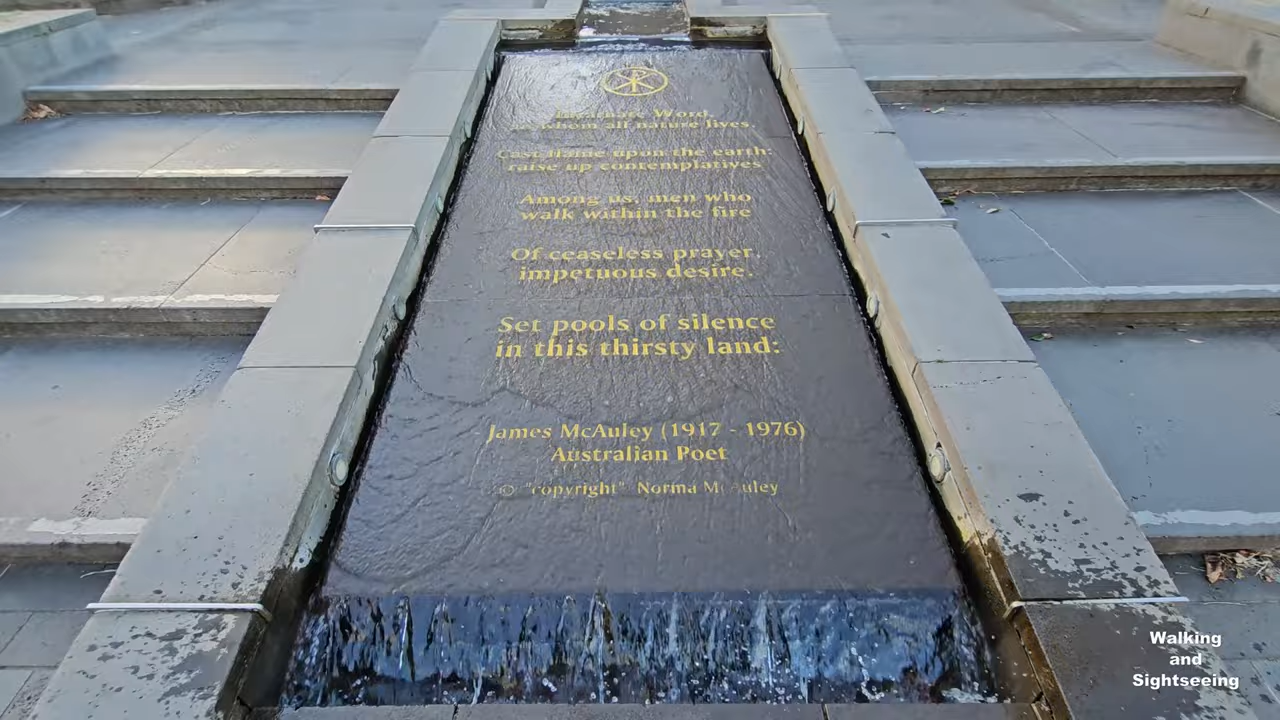 Incarnate Word,
in whom all nature lives,
Cast flame upon the earth:
raise up contemplatives
Among us, men who
walk within the fire
Of ceaseless prayer,
impetuous desire.
Set pools of silence
in this thirsty land:
James McAuley (1917 - 1976)
Australian Poet
© "copyright" Norma McAuley
Walking
and
Sightseeing